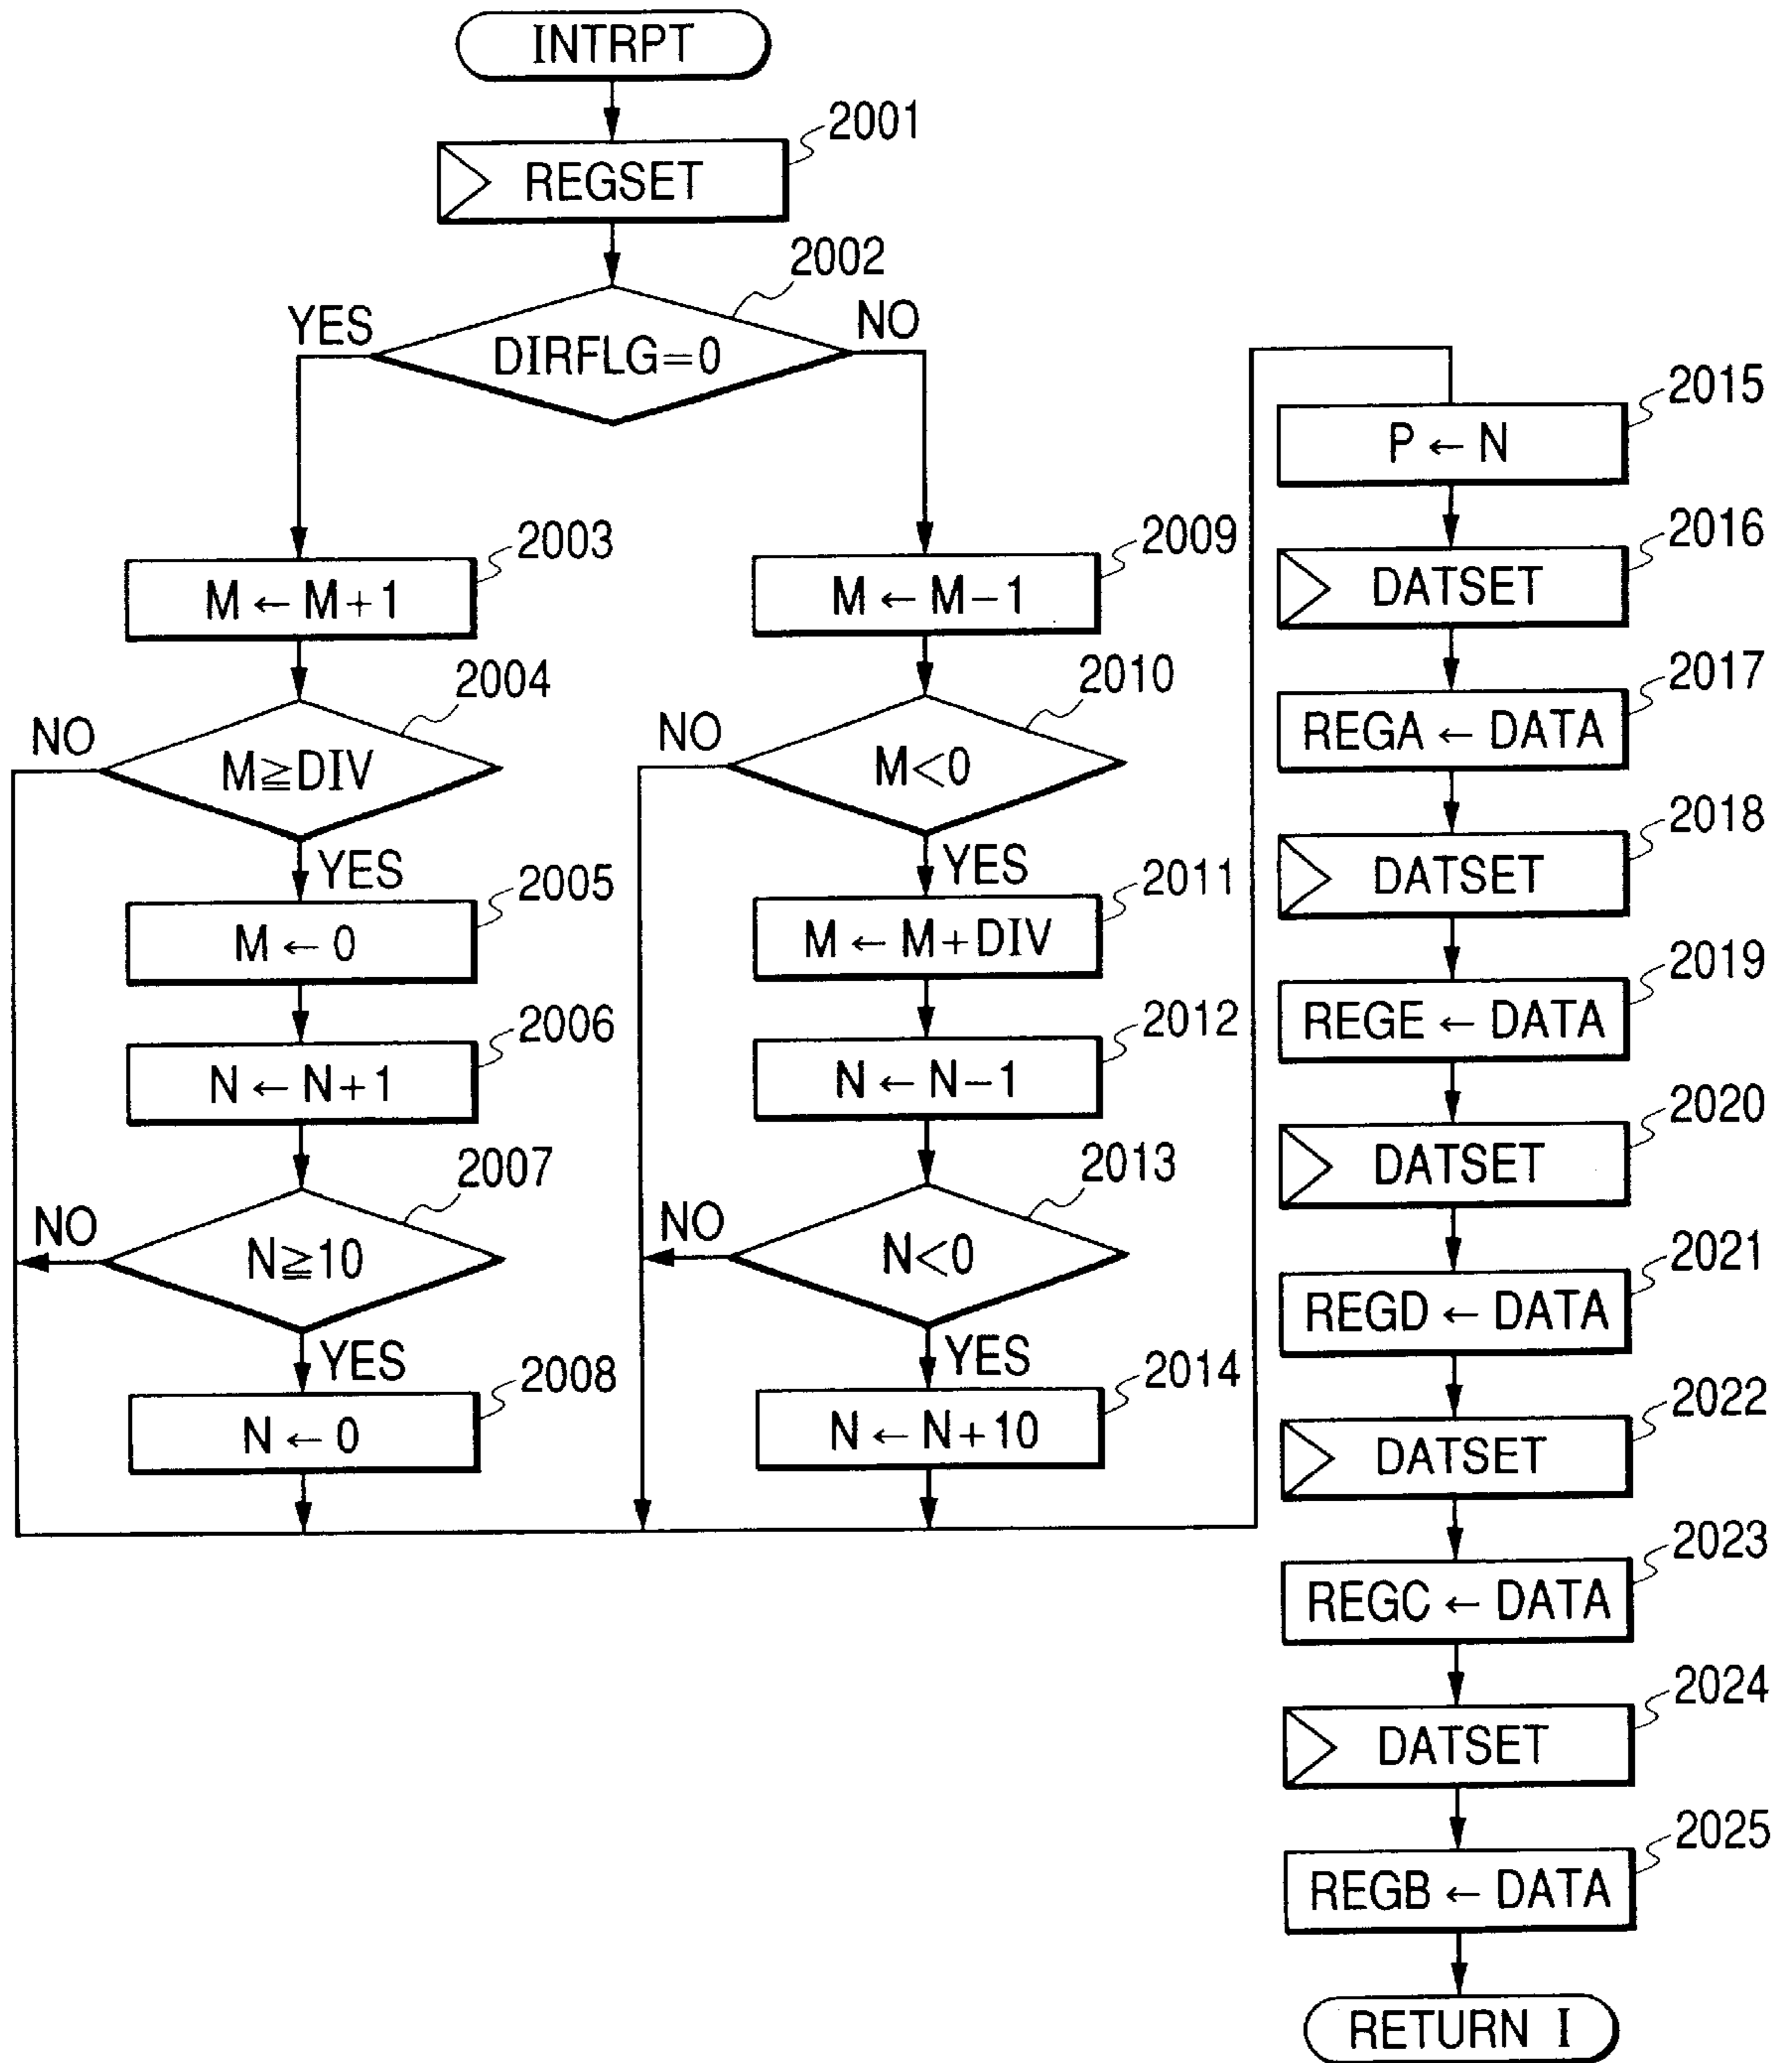 INTRPT
2001
REGSET
2002
YES
DIRFLG=0
NO
2003
M ← M+1
2004
NO
M≧DIV
YES
2005
M ← 0
2006
N ← N+1
2007
NO
N≧10
YES
2008
N ← 0
2009
M ← M−1
2010
NO
M<0
YES
2011
M ← M+DIV
2012
N ← N−1
2013
NO
N<0
YES
2014
N ← N+10
2015
P ← N
2016
DATSET
2017
REGA ← DATA
2018
DATSET
2019
REGE ← DATA
2020
DATSET
2021
REGD ← DATA
2022
DATSET
2023
REGC ← DATA
2024
DATSET
2025
REGB ← DATA
RETURN I